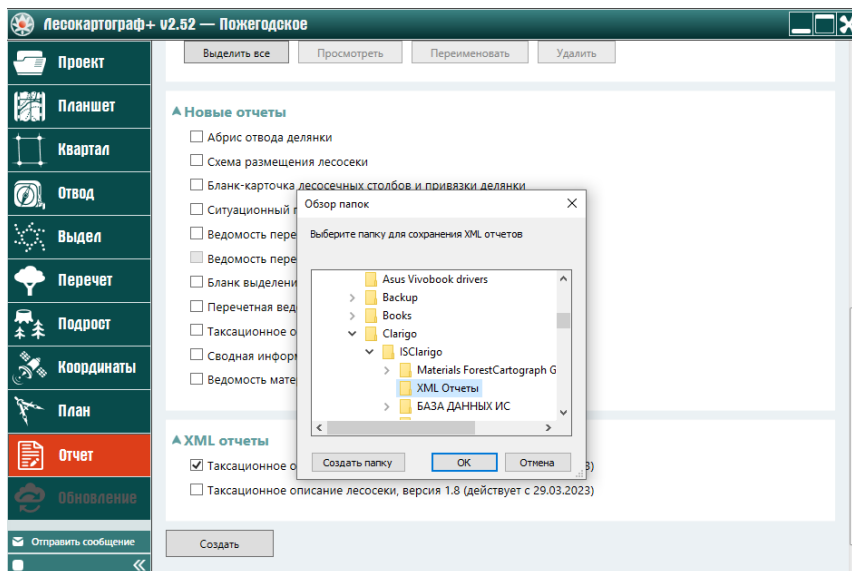 Лесокартограф+ v2.52 — Пожегодское
Проект
Планшет
Квартал
Отвод
Выдел
Перечет
Подрост
Координаты
План
Отчет
Обновление
Отправить сообщение
Выделить все
Просмотреть
Переименовать
Удалить
Новые отчеты
Абрис отвода делянки
Схема размещения лесосеки
Бланк-карточка лесосечных столбов и привязки делянки
Ситуационный
Ведомость пере
Ведомость пере
Бланк выделени
Перечетная вед
Таксационное о
Сводная информ
Ведомость мате
Обзор папок
Выберите папку для сохранения XML отчетов
Asus Vivobook drivers
Backup
Books
Clarigo
ISClarigo
Materials ForestCartograph G
XML Отчеты
БАЗА ДАННЫХ ИС
Создать папку
ОК
Отмена
XML отчеты
Таксационное о 3)
Таксационное описание лесосеки, версия 1.8 (действует с 29.03.2023)
Создать